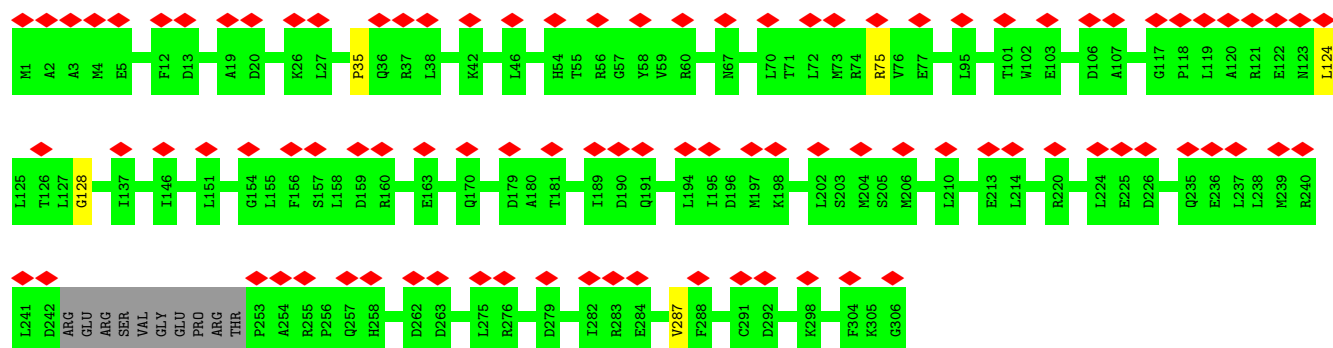 M1 A2 A3 M4 E5 F12 D13 A19 D20 K26 L27 P35 Q36 R37 L38 K42 L46 H54 T55 R56 G57 Y58 V59 R60 N67 L70 T71 L72 M73 R74 R75 V76 E77 L95 T101 W102 E103 D106 A107 G117 P118 L119 A120 R121 E122 N123 L124
L125 T126 L127 G128 I137 I146 L151 G154 L155 F156 S157 L158 D159 R160 E163 Q170 D179 A180 T181 I189 D190 Q191 L194 I195 D196 M197 K198 L202 S203 M204 S205 M206 L210 E213 L214 R220 L224 E225 D226 Q235 E236 L237 L238 M239 R240
L241 D242 ARG GLU ARG SER VAL GLY GLU PRO ARG THR P253 A254 R255 P256 Q257 H258 D262 D263 L275 R276 D279 I282 R283 E284 V287 F288 C291 D292 K298 F304 K305 G306